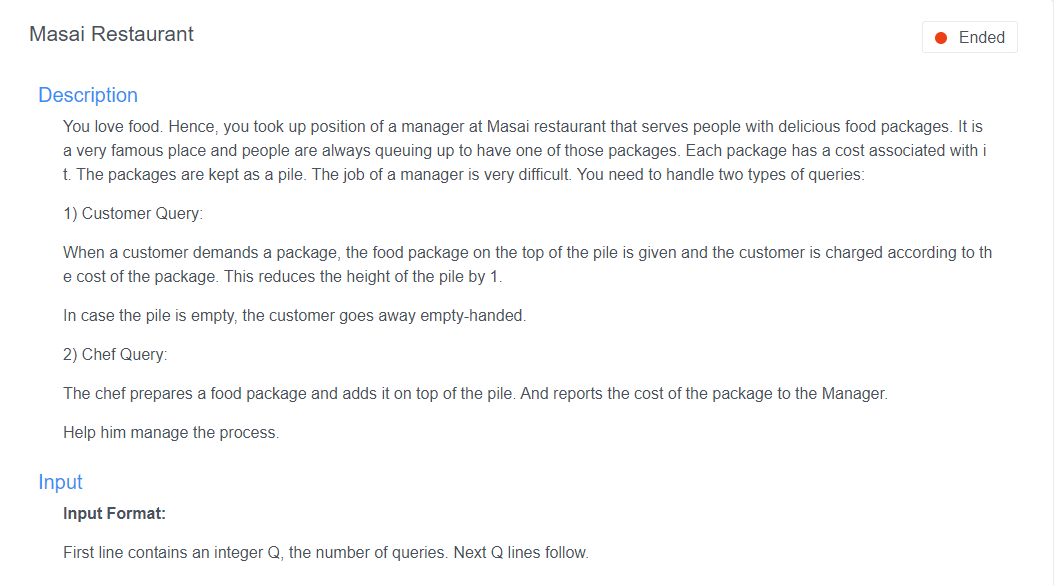 Masai Restaurant
Ended
Description
You love food. Hence, you took up position of a manager at Masai restaurant that serves people with delicious food packages. It is
a very famous place and people are always queuing up to have one of those packages. Each package has a cost associated with i
t. The packages are kept as a pile. The job of a manager is very difficult. You need to handle two types of queries:
1) Customer Query:
When a customer demands a package, the food package on the top of the pile is given and the customer is charged according to th
e cost of the package. This reduces the height of the pile by 1.
In case the pile is empty, the customer goes away empty-handed.
2) Chef Query:
The chef prepares a food package and adds it on top of the pile. And reports the cost of the package to the Manager.
Help him manage the process.
Input
Input Format:
First line contains an integer Q, the number of queries. Next Q lines follow.